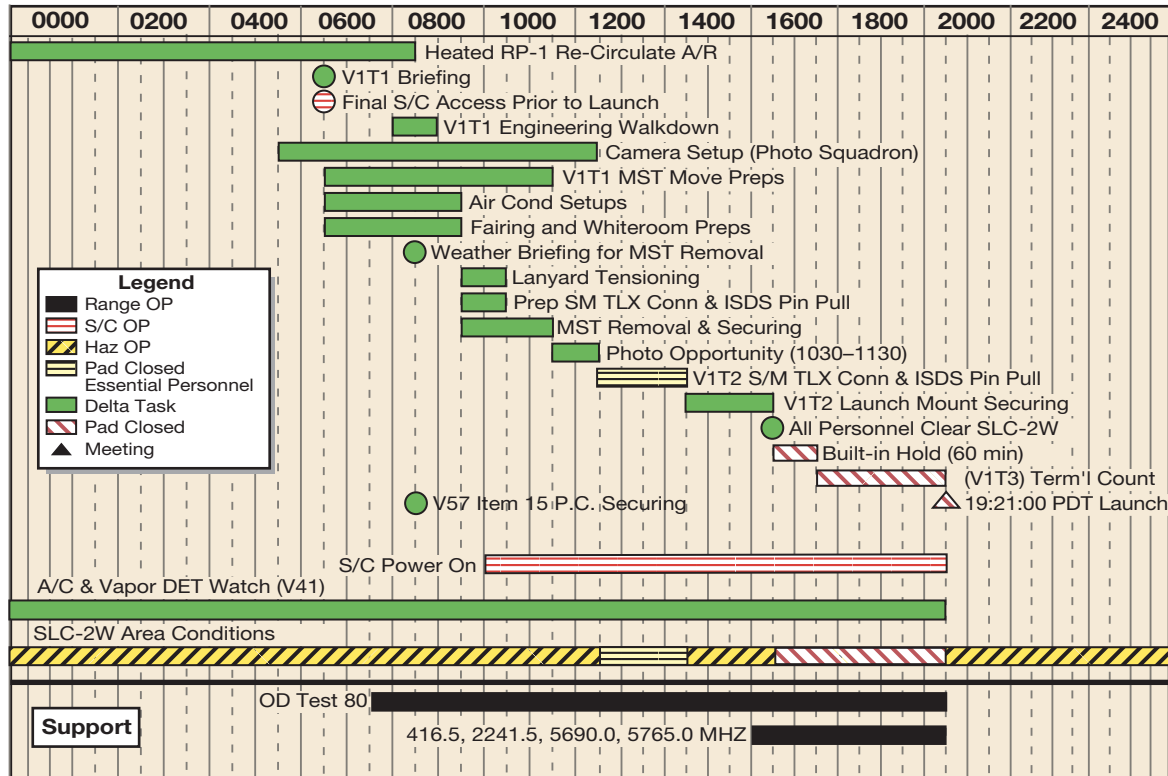 0000 0200 0400 0600 0800 1000 1200 1400 1600 1800 2000 2200 2400
Heated RP-1 Re-Circulate A/R
V1T1 Briefing
Final S/C Access Prior to Launch
V1T1 Engineering Walkdown
Camera Setup (Photo Squadron)
V1T1 MST Move Preps
Air Cond Setups
Fairing and Whiteroom Preps
Weather Briefing for MST Removal
Lanyard Tensioning
Prep SM TLX Conn & ISDS Pin Pull
MST Removal & Securing
Photo Opportunity (1030–1130)
V1T2 S/M TLX Conn & ISDS Pin Pull
V1T2 Launch Mount Securing
All Personnel Clear SLC-2W
Built-in Hold (60 min)
(V1T3) Term'l Count
V57 Item 15 P.C. Securing
19:21:00 PDT Launch
Legend
Range OP
S/C OP
Haz OP
Pad Closed
Essential Personnel
Delta Task
Pad Closed
Meeting
S/C Power On
A/C & Vapor DET Watch (V41)
SLC-2W Area Conditions
Support
OD Test 80
416.5, 2241.5, 5690.0, 5765.0 MHZ